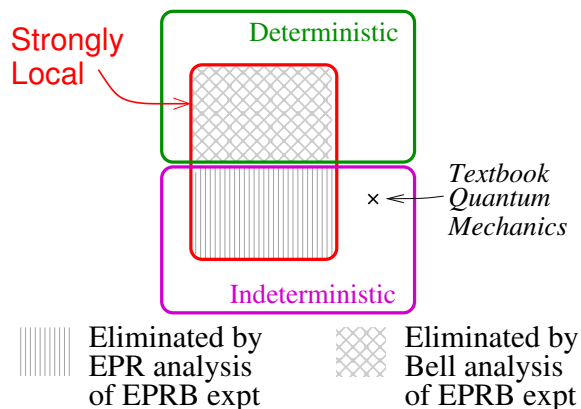 Deterministic
Strongly
Local
Textbook
Quantum
Mechanics
Indeterministic
Eliminated by
EPR analysis
of EPRB expt
Eliminated by
Bell analysis
of EPRB expt